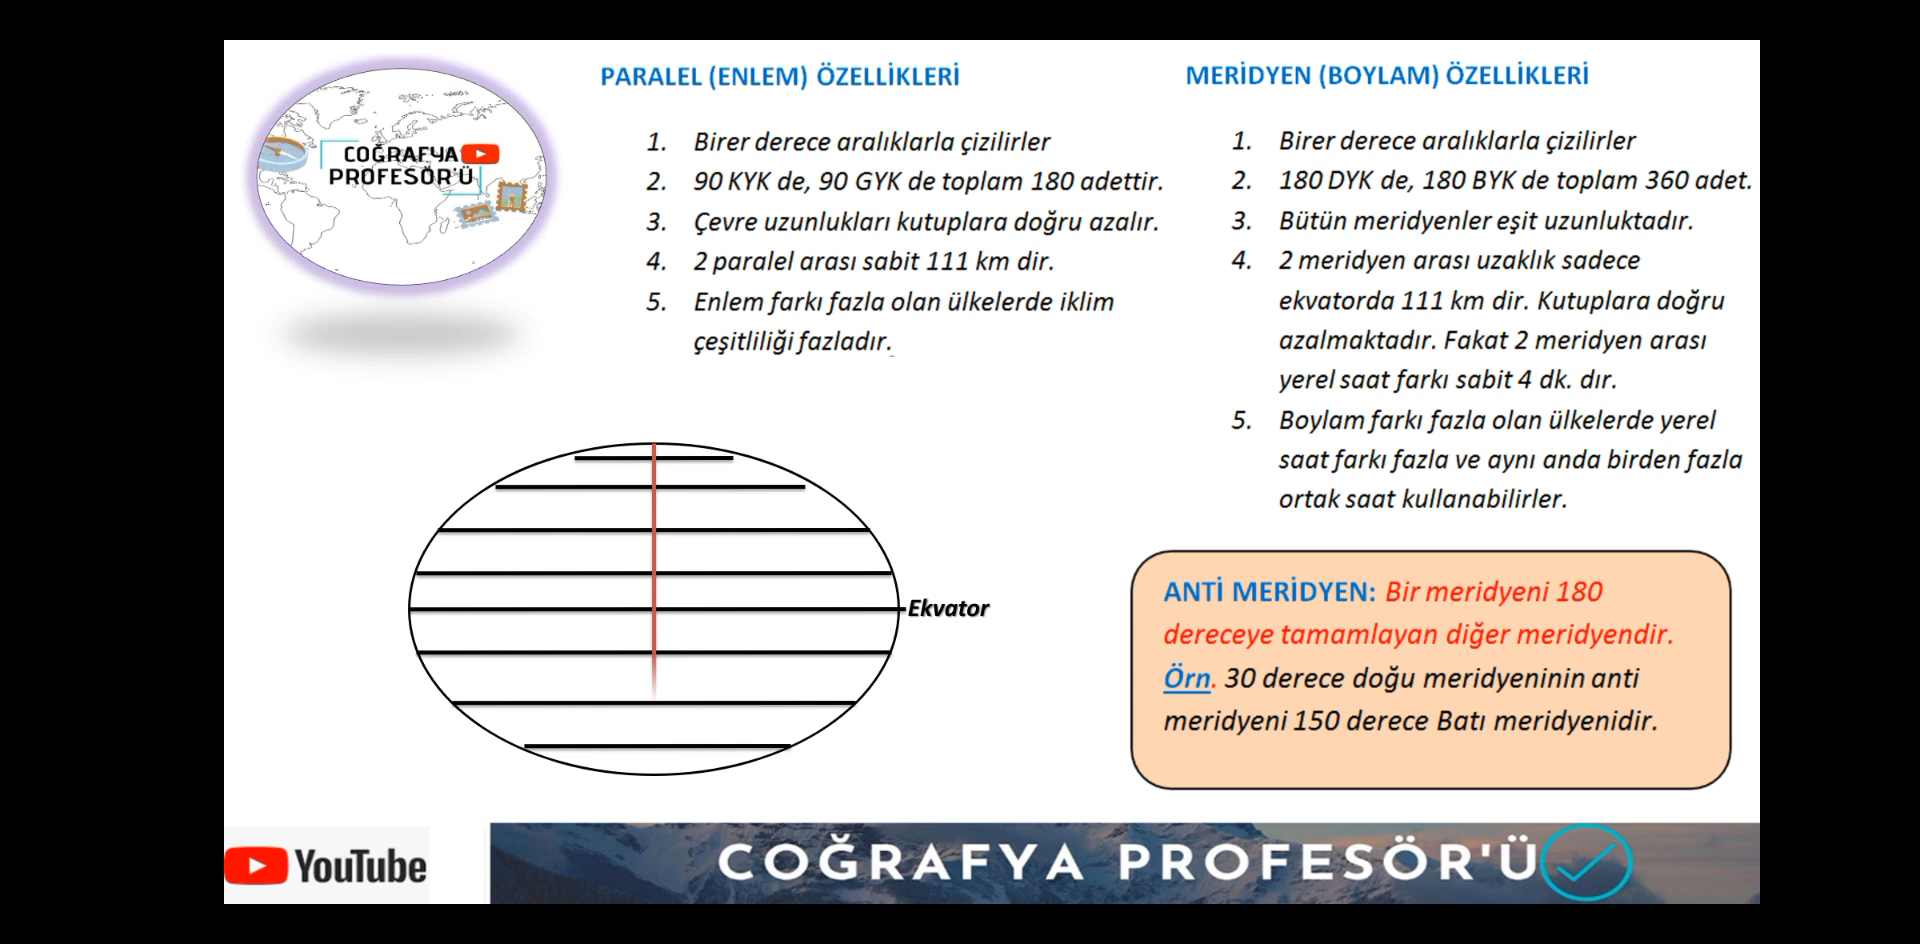 COĞRAFYA
PROFESÖR'Ü
PARALEL (ENLEM) ÖZELLİKLERİ
1. Birer derece aralıklarla çizilirler
2. 90 KYK de, 90 GYK de toplam 180 adettir.
3. Çevre uzunlukları kutuplara doğru azalır.
4. 2 paralel arası sabit 111 km dir.
5. Enlem farkı fazla olan ülkelerde iklim
çeşitliliği fazladır.
MERİDYEN (BOYLAM) ÖZELLİKLERİ
1. Birer derece aralıklarla çizilirler
2. 180 DYK de, 180 BYK de toplam 360 adet.
3. Bütün meridyenler eşit uzunluktadır.
4. 2 meridyen arası uzaklık sadece
ekvatorda 111 km dir. Kutuplara doğru
azalmaktadır. Fakat 2 meridyen arası
yerel saat farkı sabit 4 dk. dır.
5. Boylam farkı fazla olan ülkelerde yerel
saat farkı fazla ve aynı anda birden fazla
ortak saat kullanabilirler.
Ekvator
ANTİ MERİDYEN: Bir meridyeni 180
dereceye tamamlayan diğer meridyendir.
Örn. 30 derece doğu meridyeninin anti
meridyeni 150 derece Batı meridyenidir.
YouTube
COĞRAFYA PROFESÖR'Ü